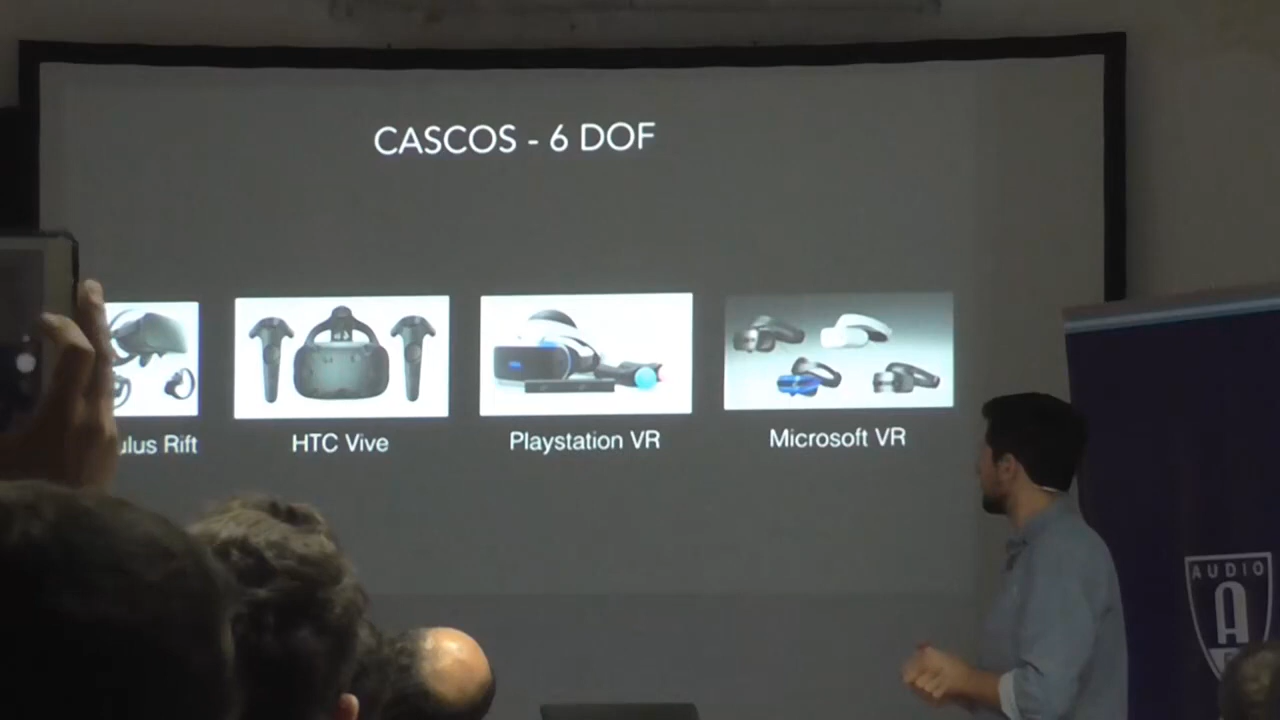 CASCOS - 6 DOF
ulus Rift
HTC Vive
Playstation VR
Microsoft VR
AUDIO
A